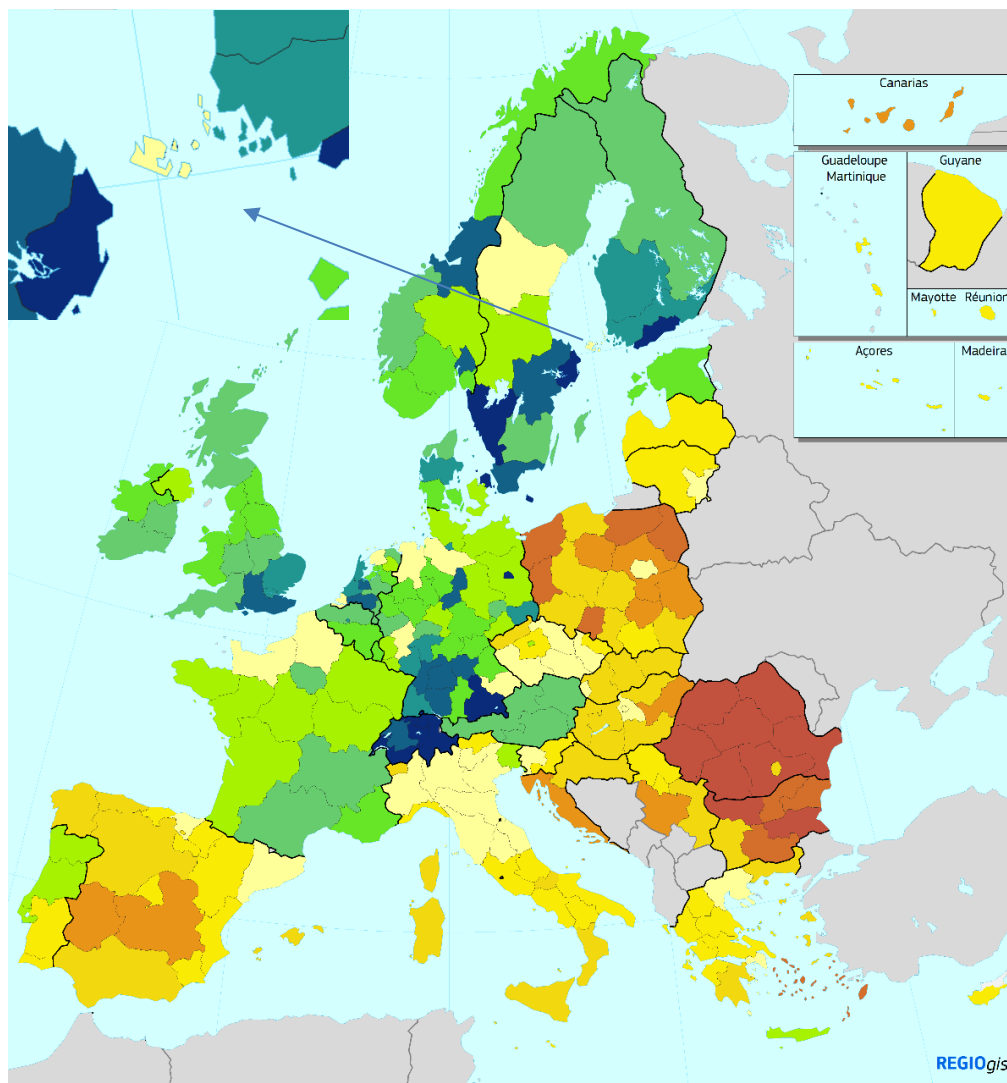 Canarias
Guadeloupe
Martinique
Guyane
Mayotte
Réunion
Açores
Madeira
REGIOgis